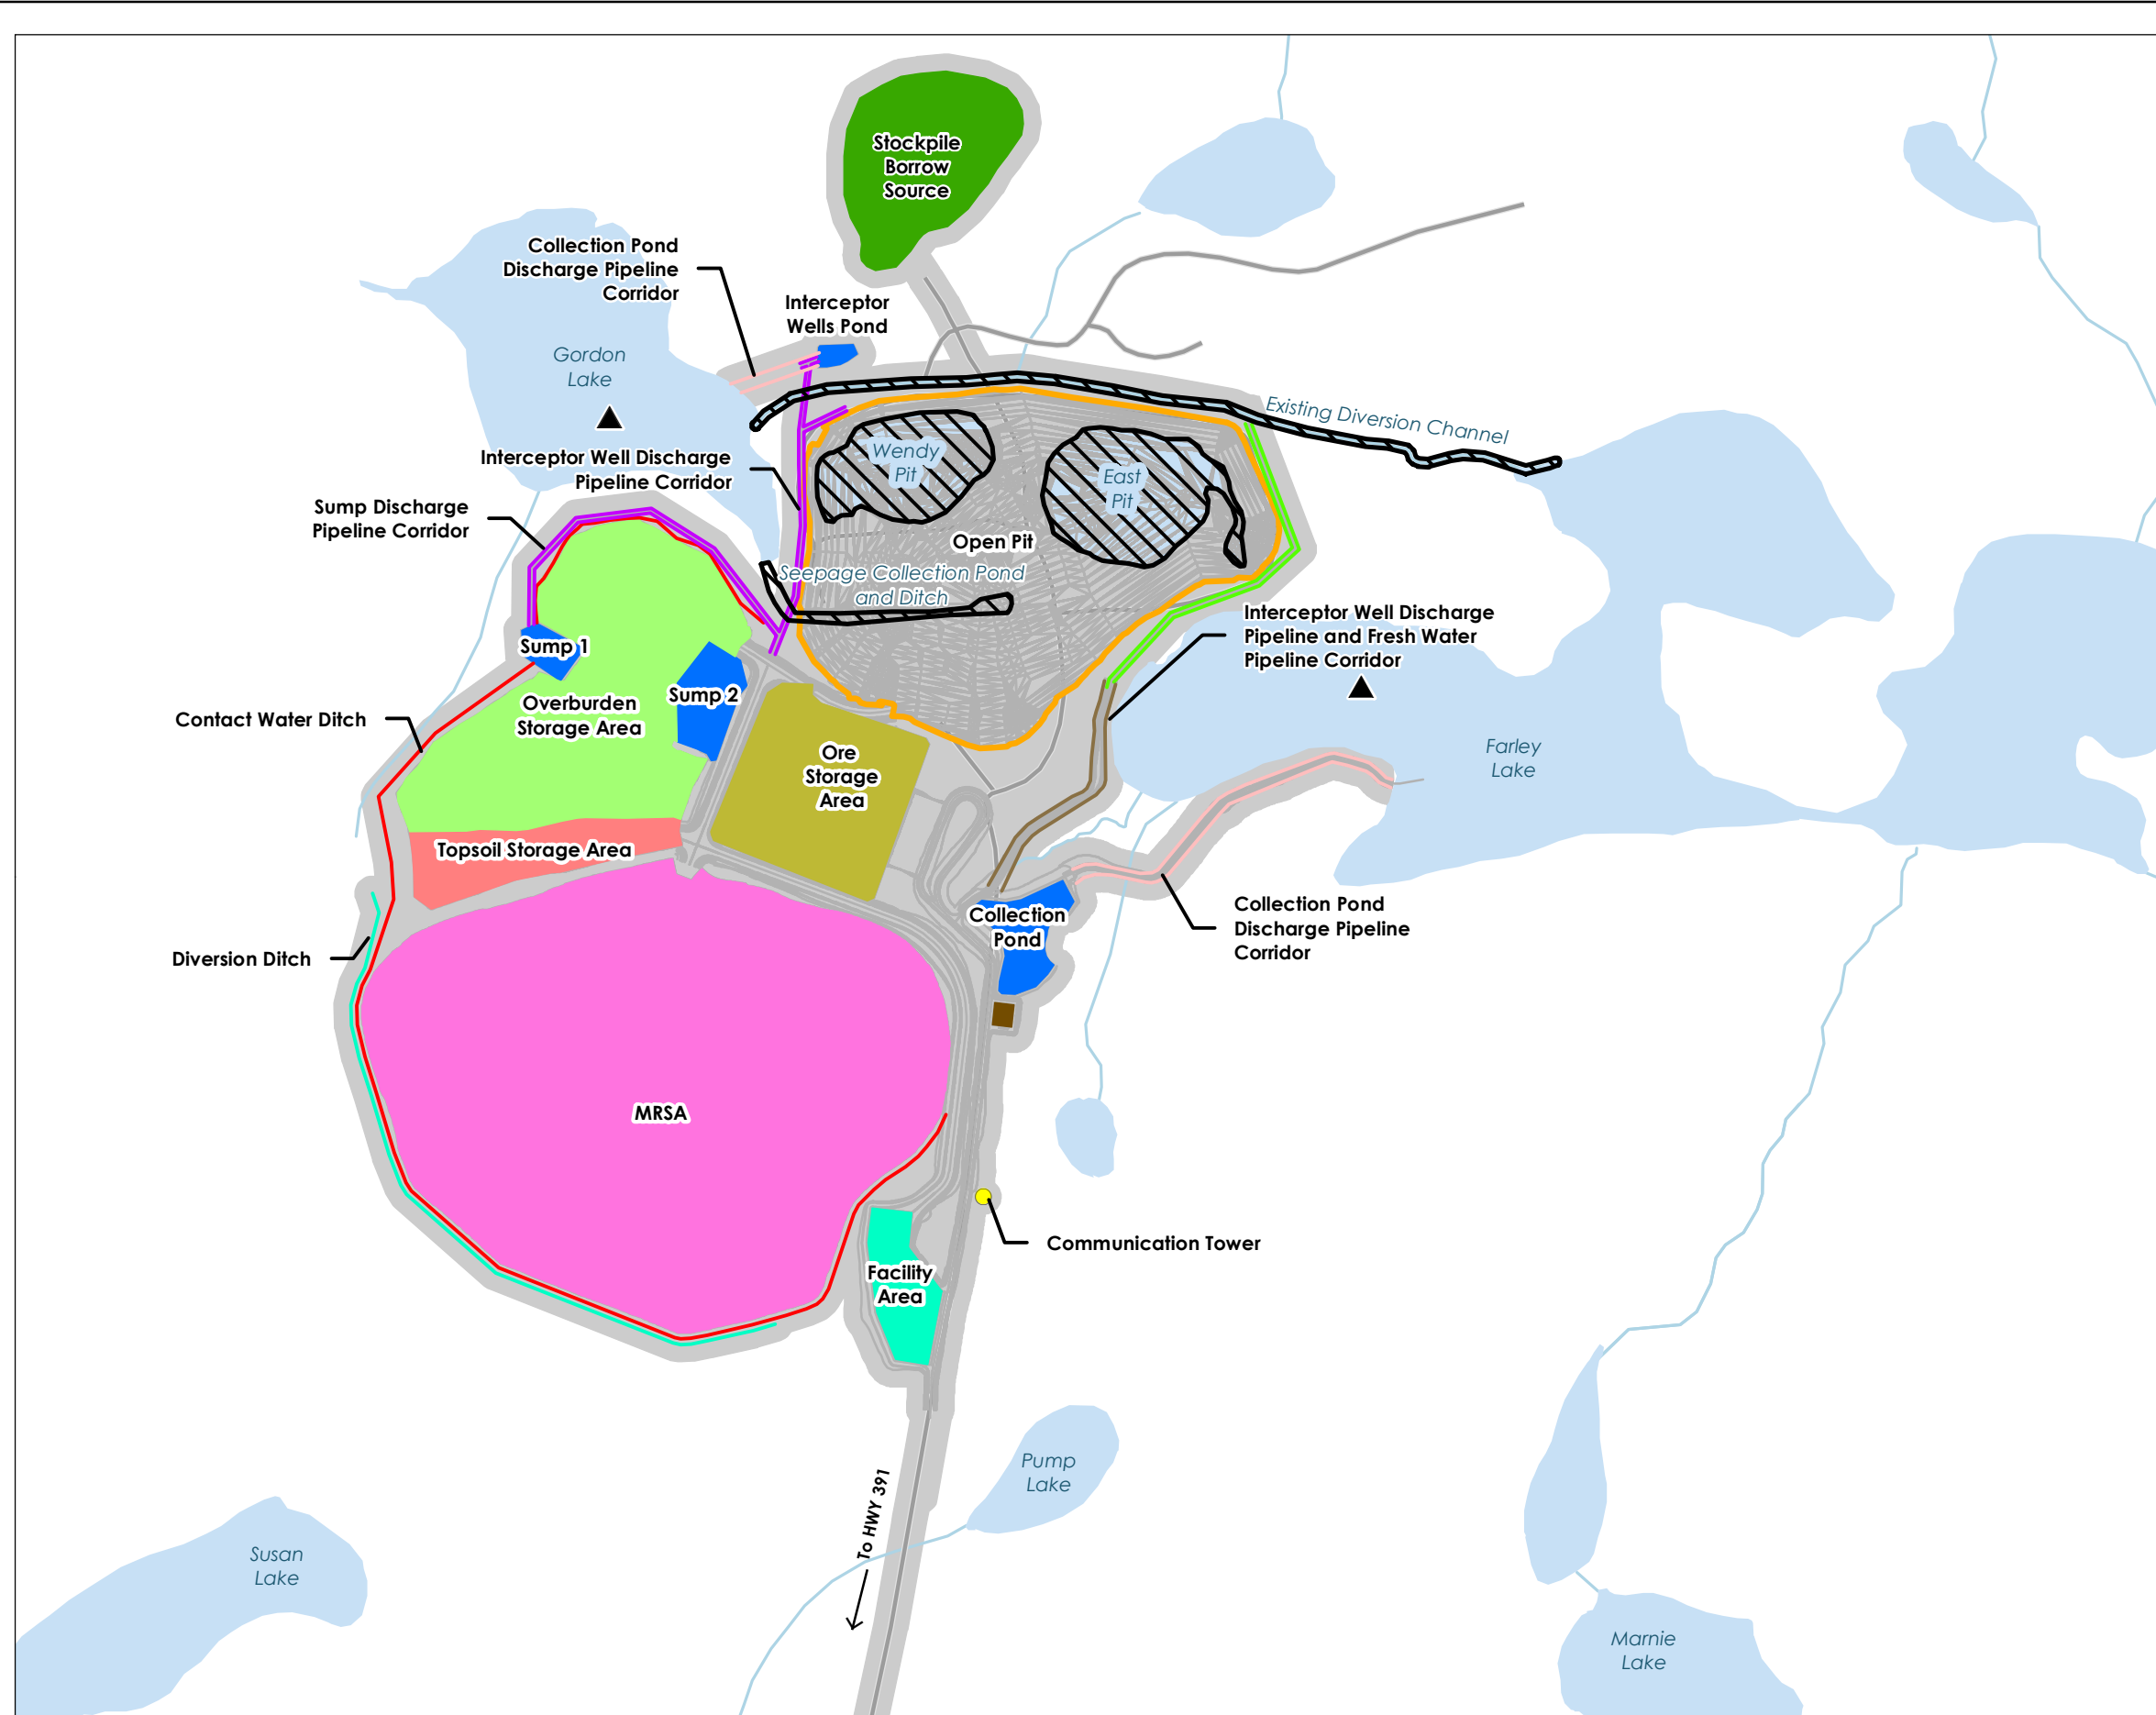 Stockpile
Borrow
Source
Collection Pond
Discharge Pipeline
Corridor
Interceptor
Wells Pond
Gordon
Lake
Existing Diversion Channel
Interceptor Well Discharge
Pipeline Corridor
Wendy
Pit
East
Pit
Sump Discharge
Pipeline Corridor
Open Pit
Seepage Collection Pond
and Ditch
Interceptor Well Discharge
Pipeline and Fresh Water
Pipeline Corridor
Sump 1
Sump 2
Overburden
Storage Area
Contact Water Ditch
Ore
Storage
Area
Farley
Lake
Topsoil Storage Area
Collection
Pond
Collection Pond
Discharge Pipeline
Corridor
Diversion Ditch
MRSA
Communication Tower
Facility
Area
Pump
Lake
To HWY 391
Susan
Lake
Marnie
Lake